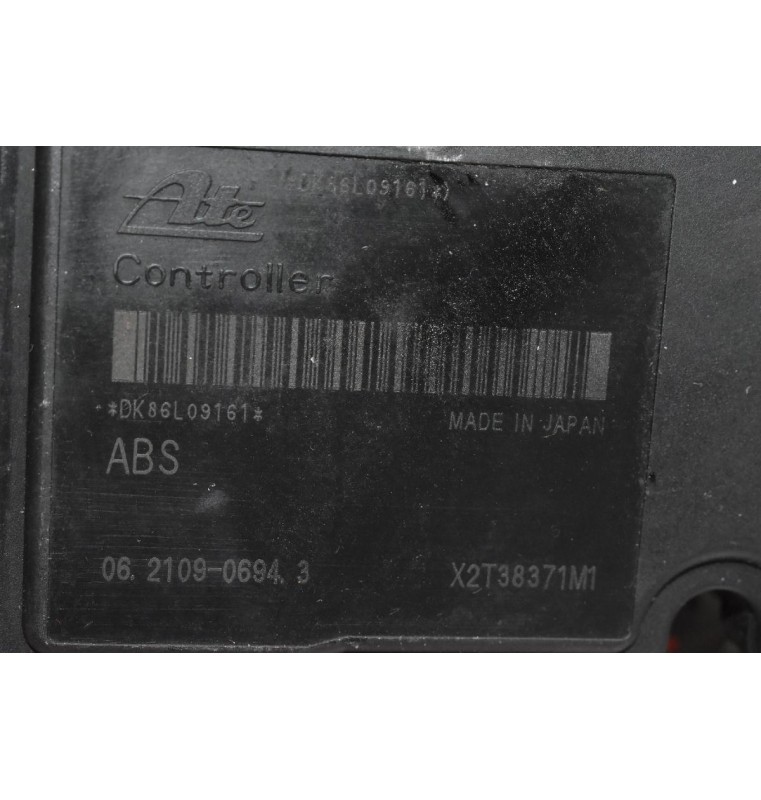 Ate *DK86L09161*
Controller
*DK86L09161* MADE IN JAPAN
ABS
06.2109-0694.3 X2T38371M1